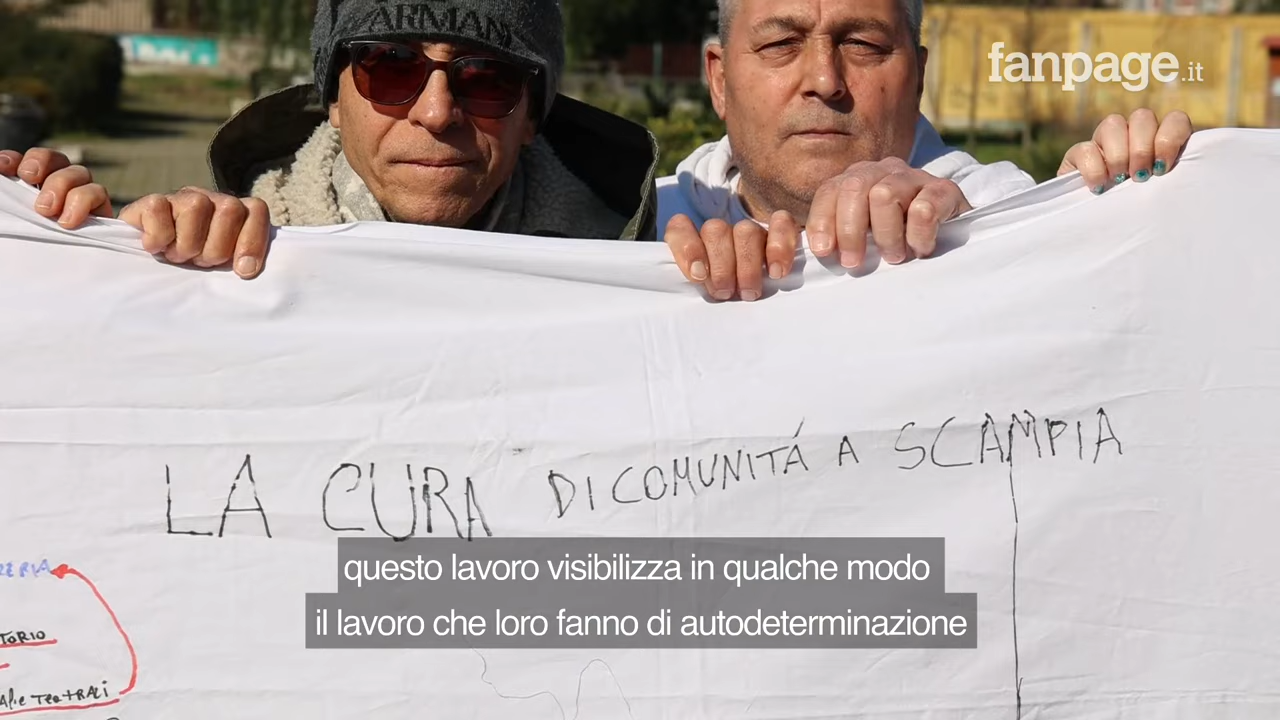 ARMANI
fanpage.it
LA CURA DI COMUNITÁ A SCAMPIA
questo lavoro visibilizza in qualche modo
il lavoro che loro fanno di autodeterminazione
TEATRALI